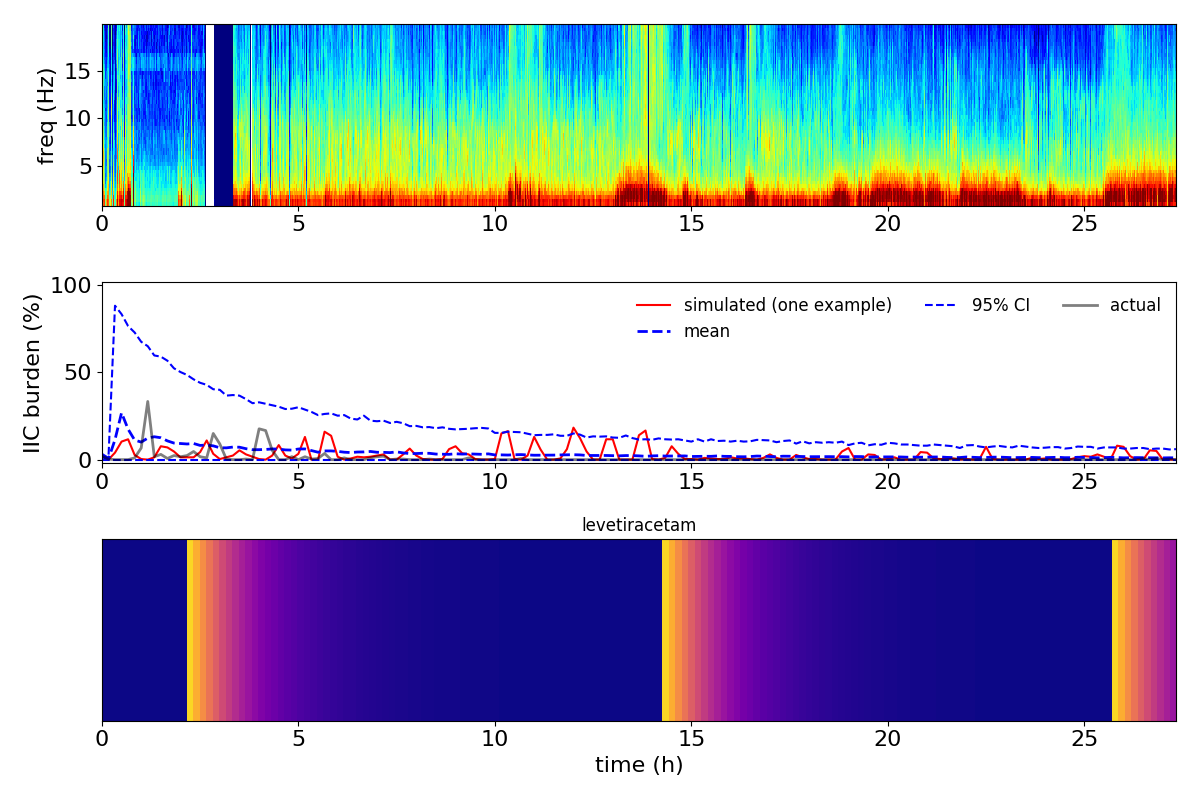 15
10
5
freq (Hz)
0 5 10 15 20 25
100
50
0
IIC burden (%)
simulated (one example) 95% CI actual
mean
0 5 10 15 20 25
levetiracetam
0 5 10 15 20 25
time (h)